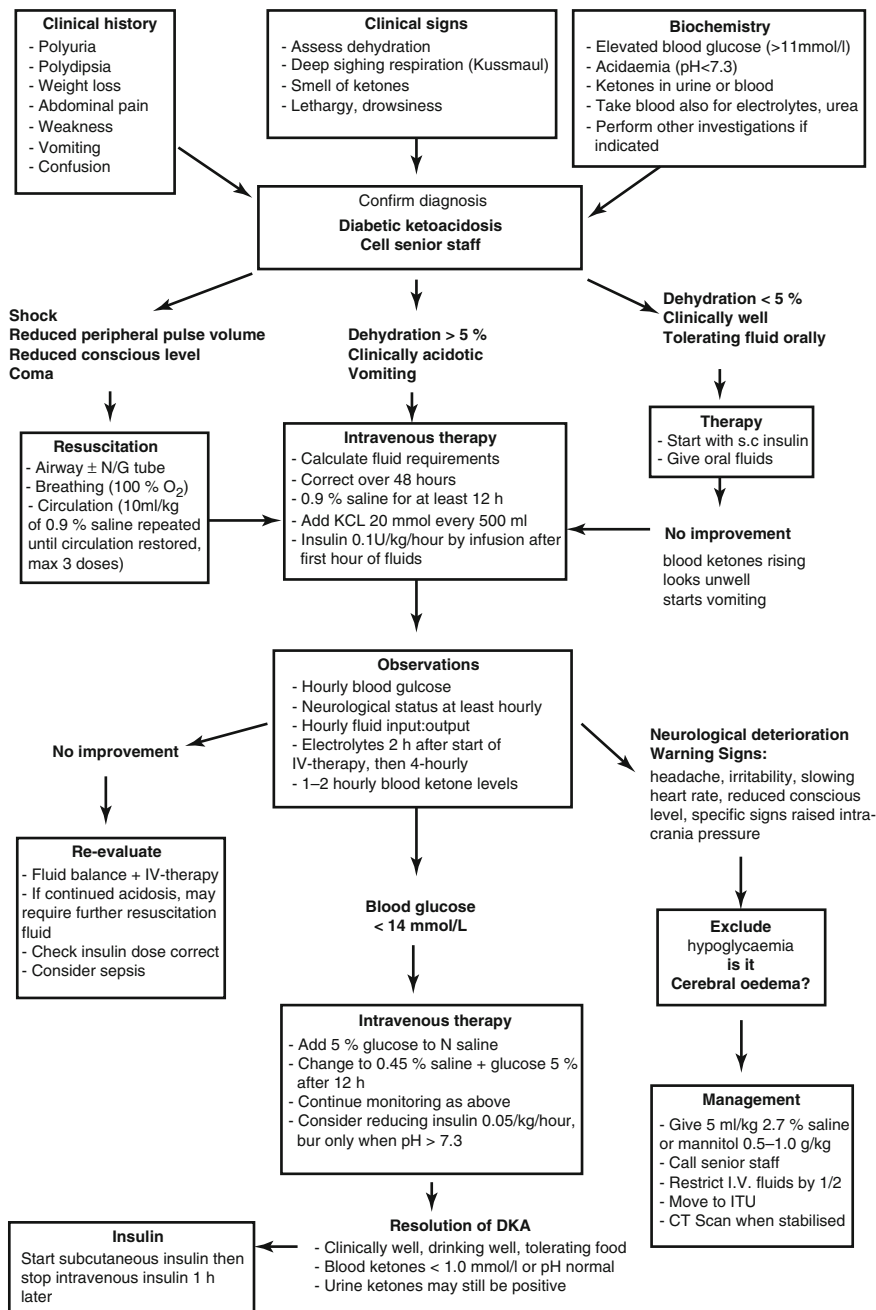 Clinical history
- Polyuria
- Polydipsia
- Weight loss
- Abdominal pain
- Weakness
- Vomiting
- Confusion
Clinical signs
- Assess dehydration
- Deep sighing respiration (Kussmaul)
- Smell of ketones
- Lethargy, drowsiness
Biochemistry
- Elevated blood glucose (>11mmol/l)
- Acidaemia (pH<7.3)
- Ketones in urine or blood
- Take blood also for electrolytes, urea
- Perform other investigations if
indicated
Confirm diagnosis
Diabetic ketoacidosis
Cell senior staff
Shock
Reduced peripheral pulse volume
Reduced conscious level
Coma
Dehydration > 5 %
Clinically acidotic
Vomiting
Dehydration < 5 %
Clinically well
Tolerating fluid orally
Resuscitation
- Airway ± N/G tube
- Breathing (100 % O2)
- Circulation (10ml/kg
of 0.9 % saline repeated
until circulation restored,
max 3 doses)
Intravenous therapy
- Calculate fluid requirements
- Correct over 48 hours
- 0.9 % saline for at least 12 h
- Add KCL 20 mmol every 500 ml
- Insulin 0.1U/kg/hour by infusion after
first hour of fluids
Therapy
- Start with s.c insulin
- Give oral fluids
No improvement
blood ketones rising
looks unwell
starts vomiting
Observations
- Hourly blood gulcose
- Neurological status at least hourly
- Hourly fluid input:output
- Electrolytes 2 h after start of
IV-therapy, then 4-hourly
- 1–2 hourly blood ketone levels
No improvement
Re-evaluate
- Fluid balance + IV-therapy
- If continued acidosis, may
require further resuscitation
fluid
- Check insulin dose correct
- Consider sepsis
Neurological deterioration
Warning Signs:
headache, irritability, slowing
heart rate, reduced conscious
level, specific signs raised intra-
crania pressure
Blood glucose
< 14 mmol/L
Exclude
hypoglycaemia
is it
Cerebral oedema?
Intravenous therapy
- Add 5 % glucose to N saline
- Change to 0.45 % saline + glucose 5 %
after 12 h
- Continue monitoring as above
- Consider reducing insulin 0.05/kg/hour,
bur only when pH > 7.3
Management
- Give 5 ml/kg 2.7 % saline
or mannitol 0.5–1.0 g/kg
- Call senior staff
- Restrict I.V. fluids by 1/2
- Move to ITU
- CT Scan when stabilised
Resolution of DKA
- Clinically well, drinking well, tolerating food
- Blood ketones < 1.0 mmol/l or pH normal
- Urine ketones may still be positive
Insulin
Start subcutaneous insulin then
stop intravenous insulin 1 h
later